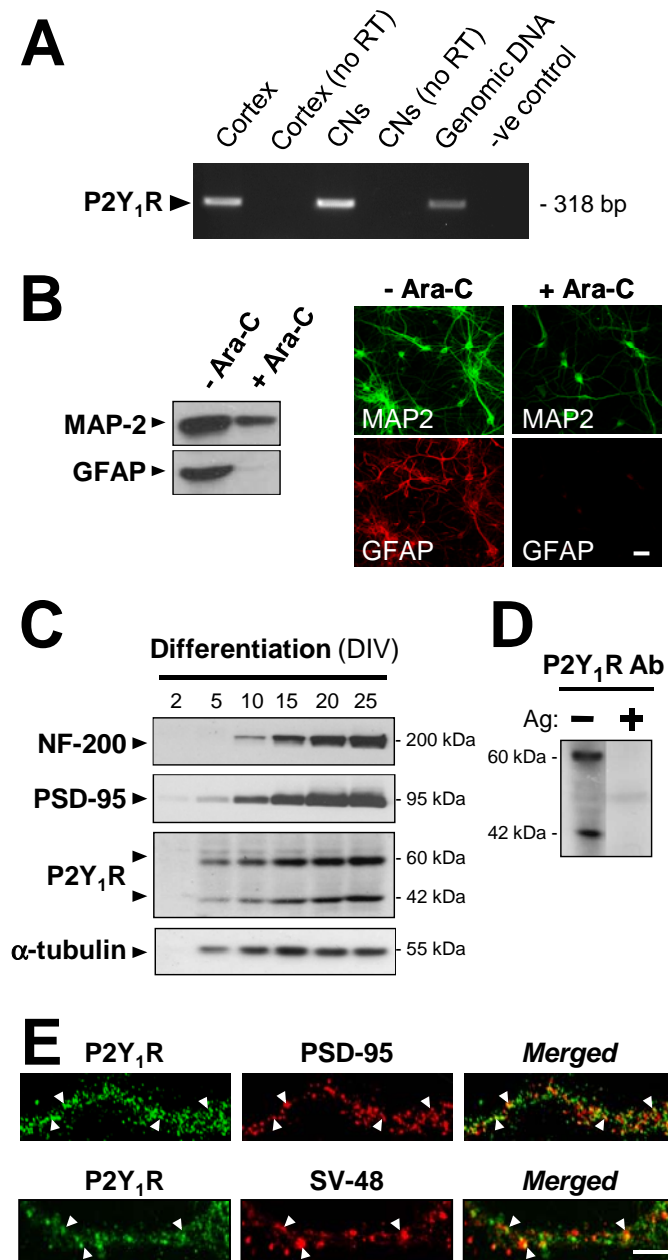 A
Cortex
Cortex (no RT)
CNs
CNs (no RT)
Genomic DNA
-ve control
P2Y₁R
- 318 bp
B
- Ara-C
+ Ara-C
MAP-2
GFAP
- Ara-C
+ Ara-C
MAP2
MAP2
GFAP
GFAP
C
Differentiation (DIV)
2 5 10 15 20 25
NF-200
- 200 kDa
PSD-95
- 95 kDa
P2Y₁R
- 60 kDa
- 42 kDa
α-tubulin
- 55 kDa
D
P2Y₁R Ab
Ag: - +
60 kDa -
42 kDa -
E
P2Y₁R PSD-95 Merged
P2Y₁R SV-48 Merged